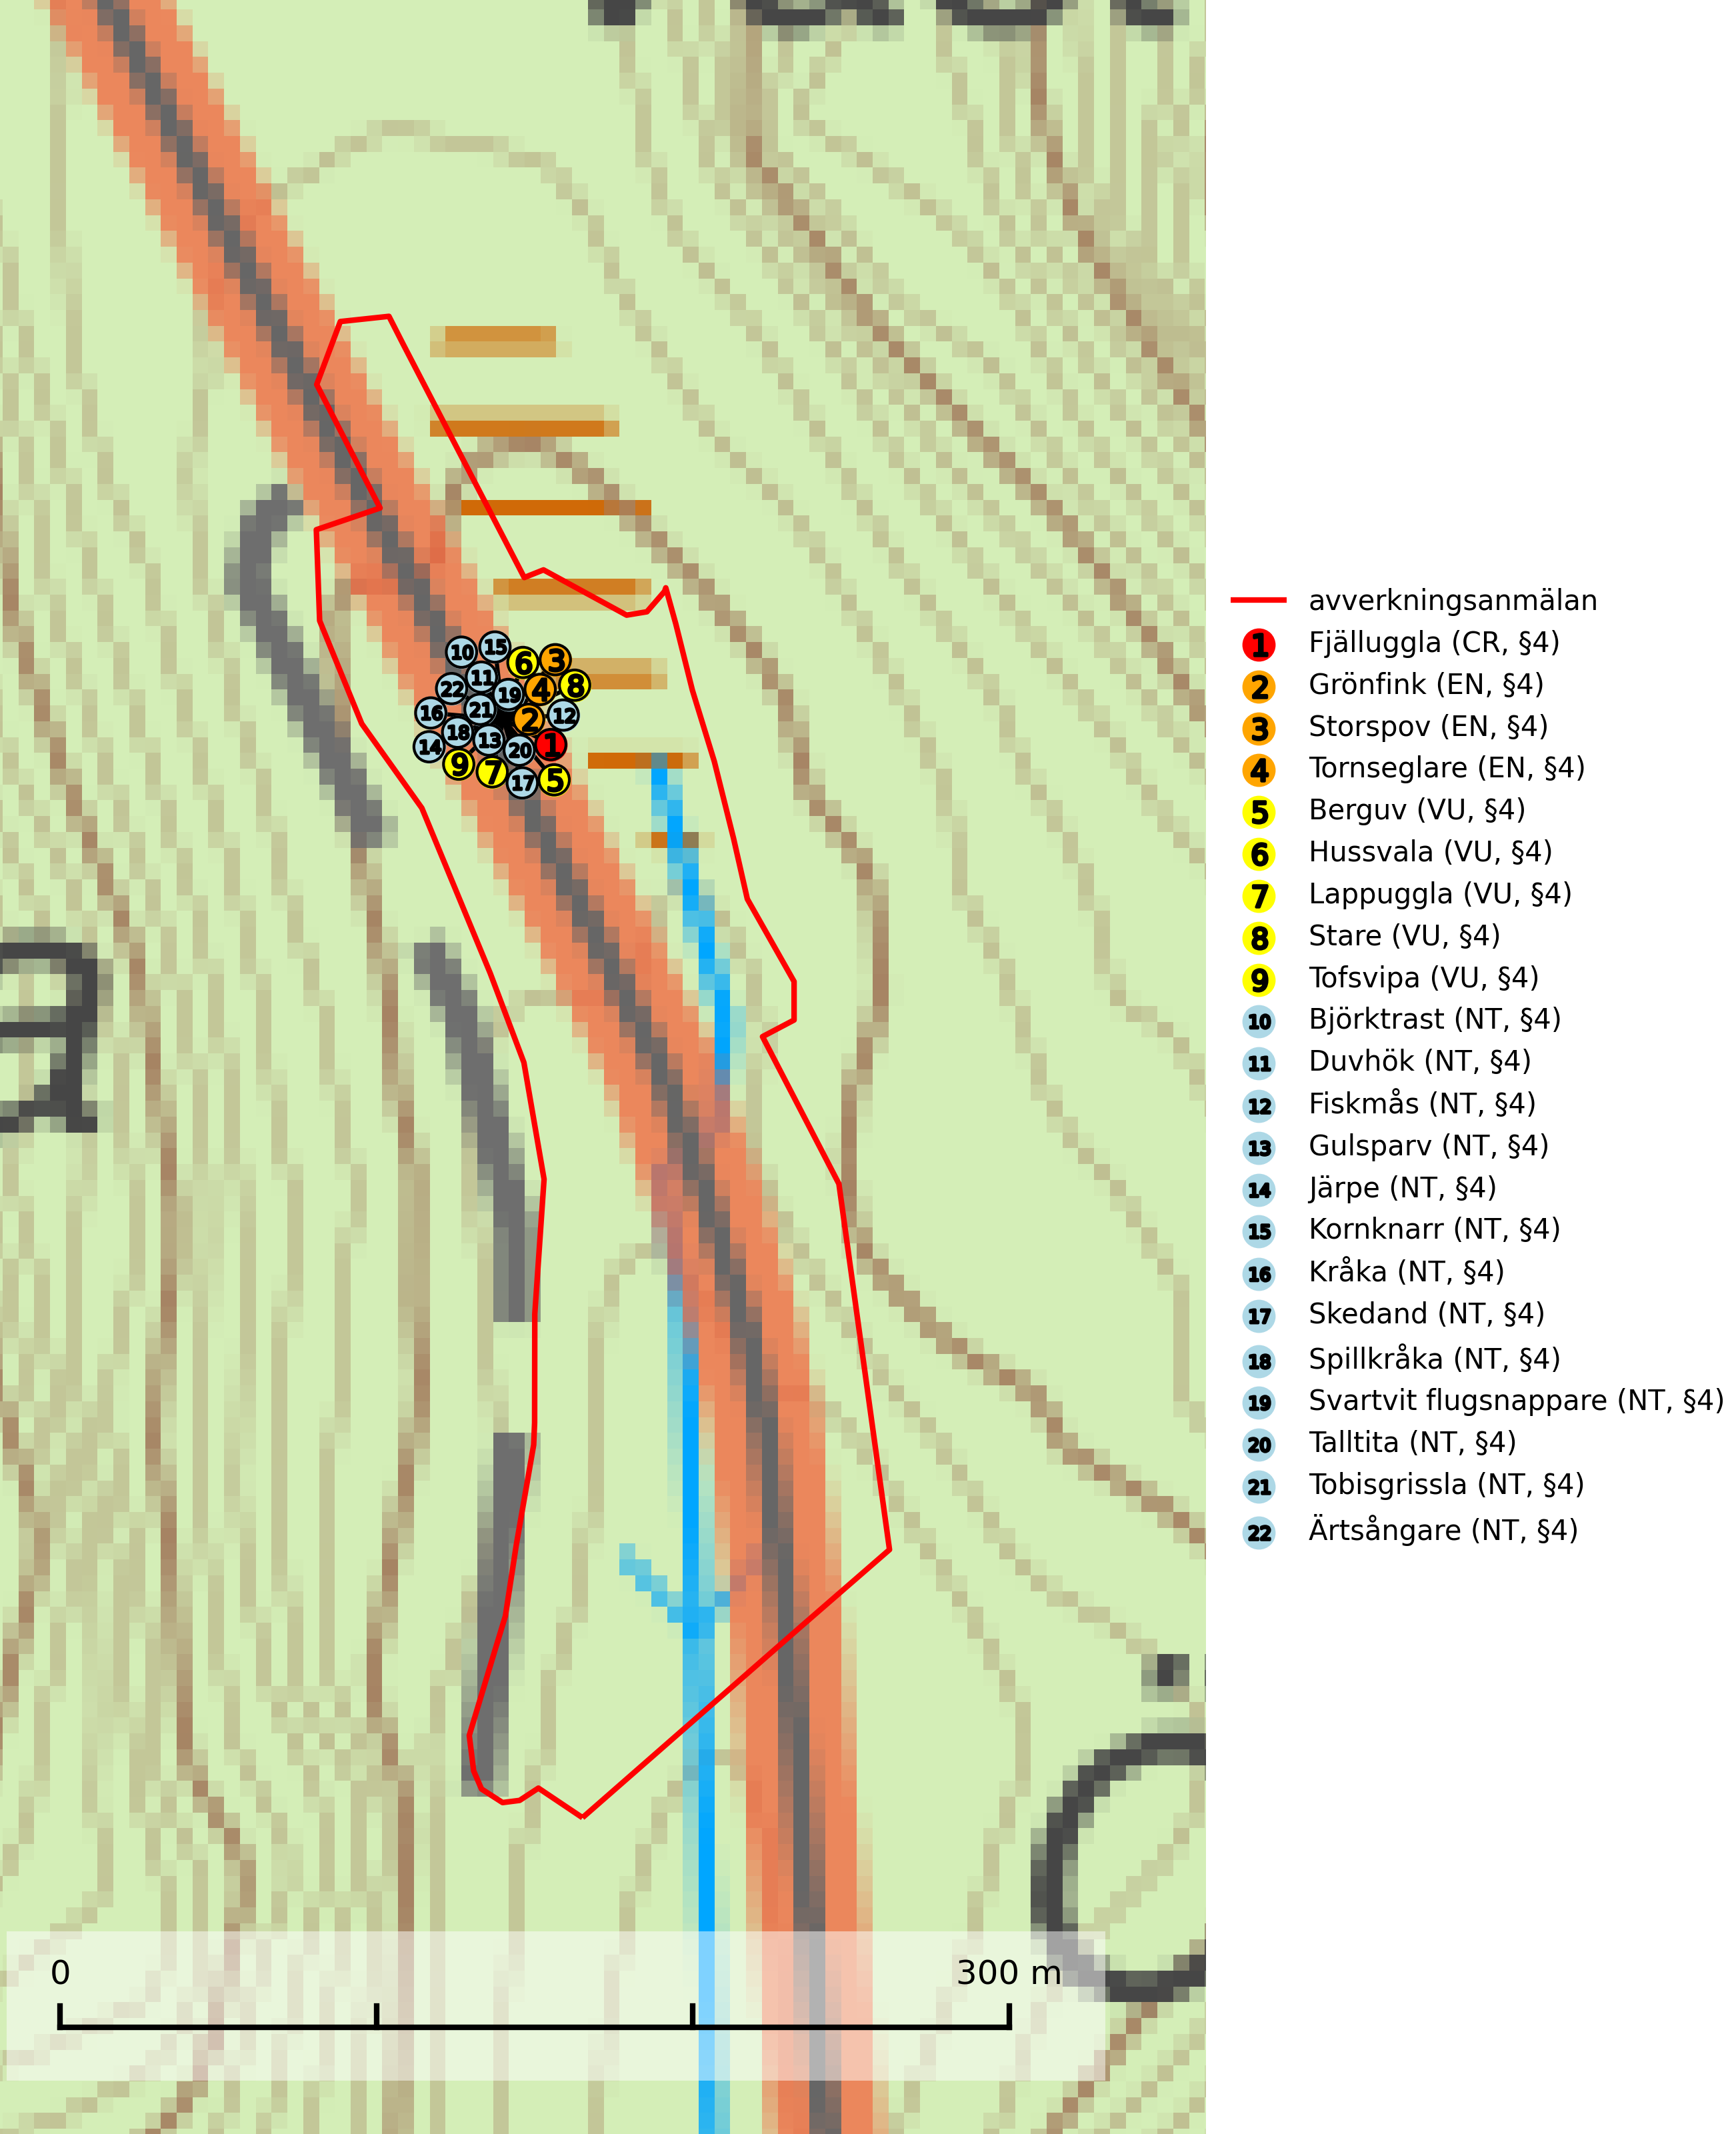 avverkningsanmälan
1 Fjälluggla (CR, §4)
2 Grönfink (EN, §4)
3 Storspov (EN, §4)
4 Tornseglare (EN, §4)
5 Berguv (VU, §4)
6 Hussvala (VU, §4)
7 Lappuggla (VU, §4)
8 Stare (VU, §4)
9 Tofsvipa (VU, §4)
10 Björktrast (NT, §4)
11 Duvhök (NT, §4)
12 Fiskmås (NT, §4)
13 Gulsparv (NT, §4)
14 Järpe (NT, §4)
15 Kornknarr (NT, §4)
16 Kråka (NT, §4)
17 Skedand (NT, §4)
18 Spillkråka (NT, §4)
19 Svartvit flugsnappare (NT, §4)
20 Talltita (NT, §4)
21 Tobisgrissla (NT, §4)
22 Ärtsångare (NT, §4)
10 15 6 3
11 22 19 4 8
16 21 2 12
14 18 13 20 1
9 7 17 5
a
0 300 m